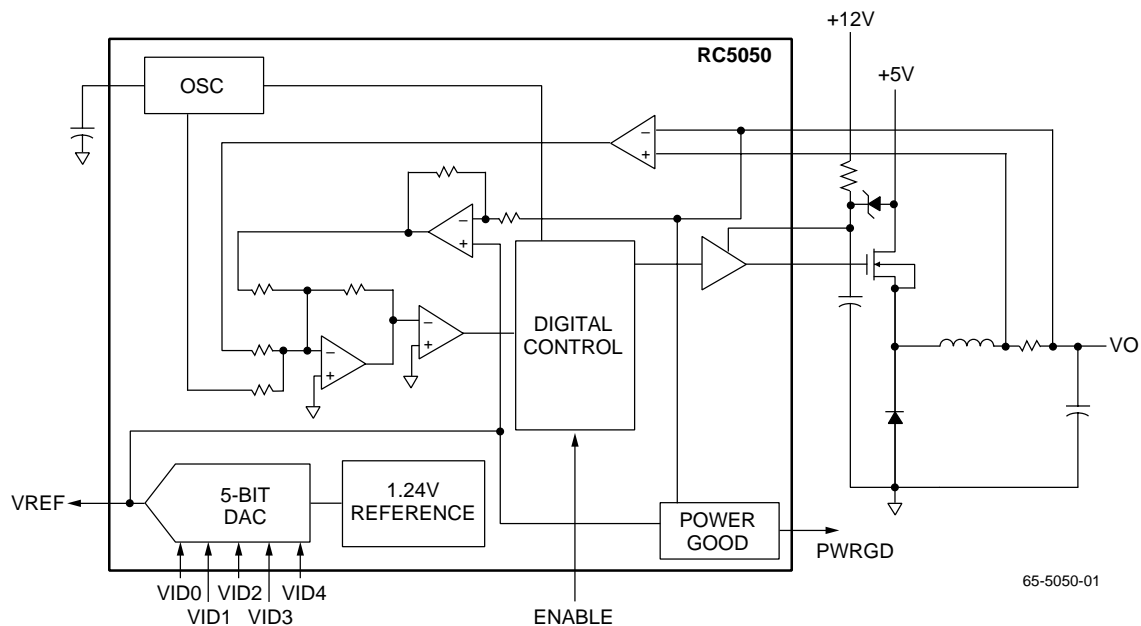 +12V
RC5050
+5V
OSC
−
+
−
+
DIGITAL
CONTROL
−
+
−
+
VO
VREF
5-BIT
DAC
1.24V
REFERENCE
POWER
GOOD
PWRGD
VID0
VID2
VID4
VID1
VID3
ENABLE
65-5050-01